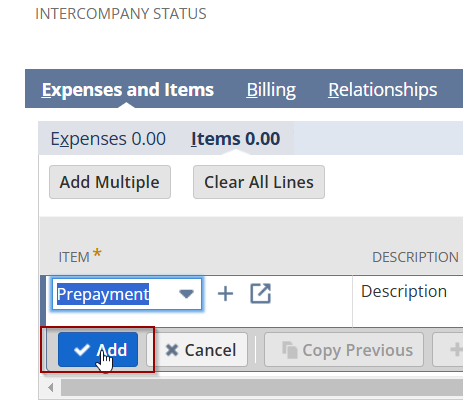 INTERCOMPANY STATUS
Expenses and Items Billing Relationships
Expenses 0.00 Items 0.00
Add Multiple Clear All Lines
ITEM * DESCRIPTION
Prepayment Description
Add Cancel Copy Previous